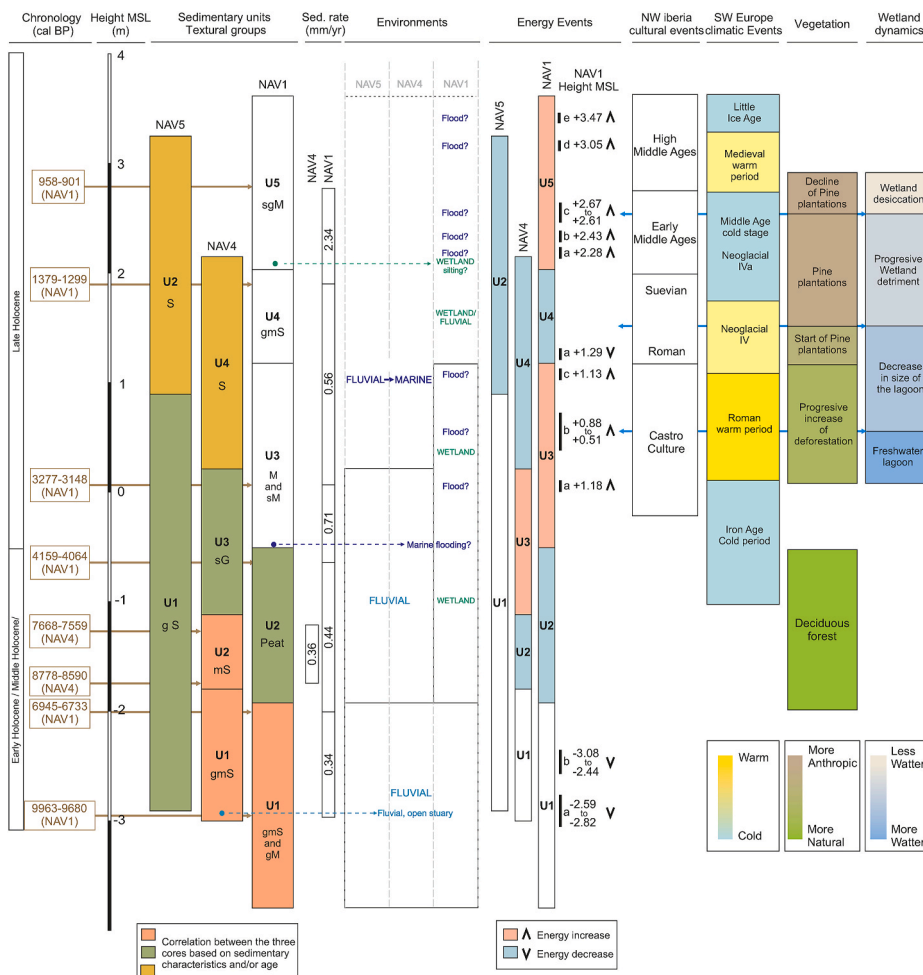 Chronology
(cal BP)
Height MSL
(m)
Sedimentary units
Textural groups
Sed. rate
(mm/yr)
Environments
Energy Events
NW iberia
cultural events
SW Europe
climatic Events
Vegetation
Wetland
dynamics
Late Holocene
Early Holocene / Middle Holocene/
958-901
(NAV1)
1379-1299
(NAV1)
3277-3148
(NAV1)
4159-4064
(NAV1)
7668-7559
(NAV4)
8778-8590
(NAV4)
6945-6733
(NAV1)
9963-9680
(NAV1)
4
3
2
1
0
-1
-2
-3
NAV5
U2
S
U1
g S
NAV4
U4
S
U3
sG
U2
mS
U1
gmS
NAV1
U5
sgM
U4
gmS
U3
M
and
sM
U2
Peat
U1
gmS
and
gM
NAV4
NAV1
2.34
0.56
0.71
0.44
0.36
0.34
NAV5
NAV4
NAV1
Flood?
Flood?
Flood?
Flood?
Flood?
WETLAND
silting?
WETLAND/
FLUVIAL
FLUVIAL
MARINE
Flood?
Flood?
WETLAND
Flood?
Marine flooding?
FLUVIAL
WETLAND
FLUVIAL
Fluvial, open stuary
NAV5
U2
U1
NAV4
U4
U3
U2
U1
NAV1
U5
U4
U3
U2
U1
NAV1
Height MSL
e +3.47
d +3.05
c +2.67
to
+2.61
b +2.43
a +2.28
a +1.29
c +1.13
b +0.88
to
+0.51
a +1.18
b -3.08
to
-2.44
a -2.59
to
-2.82
High
Middle Ages
Early
Middle Ages
Suevian
Roman
Castro
Culture
Little
Ice Age
Medieval
warm
period
Middle Age
cold stage
Neoglacial
IVa
Neoglacial
IV
Roman
warm period
Iron Age
Cold period
Decline
of Pine
plantations
Pine
plantations
Start of Pine
plantations
Progresive
increase
of
deforestation
Deciduous
forest
Wetland
desiccation
Progresive
Wetland
detriment
Decrease
in size of
the lagoon
Freshwater
lagoon
Warm
Cold
More
Anthropic
More
Natural
Less
Watter
More
Watter
Correlation between the three
cores based on sedimentary
characteristics and/or age
Energy increase
Energy decrease